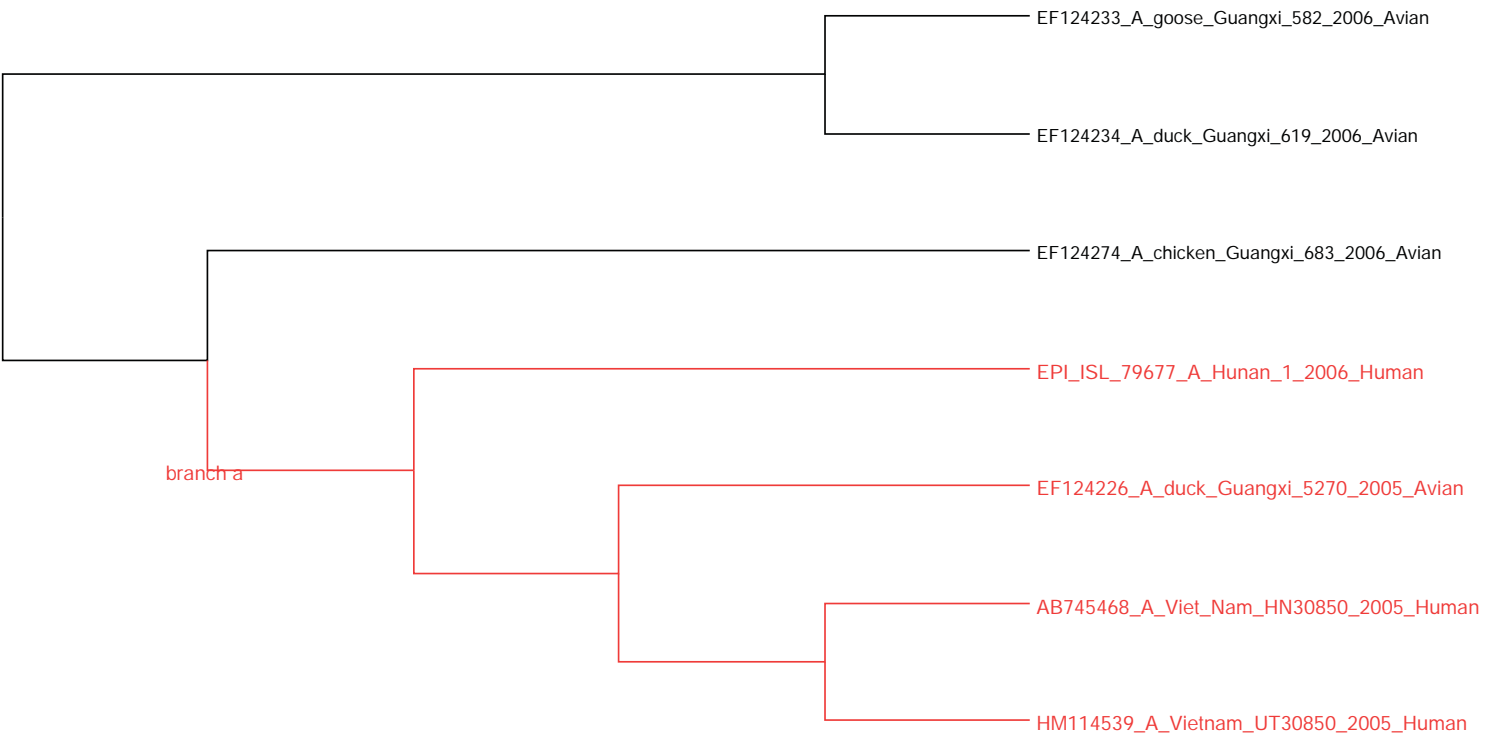 EF124233_A_goose_Guangxi_582_2006_Avian
EF124234_A_duck_Guangxi_619_2006_Avian
EF124274_A_chicken_Guangxi_683_2006_Avian
EPI_ISL_79677_A_Hunan_1_2006_Human
branch a
EF124226_A_duck_Guangxi_5270_2005_Avian
AB745468_A_Viet_Nam_HN30850_2005_Human
HM114539_A_Vietnam_UT30850_2005_Human